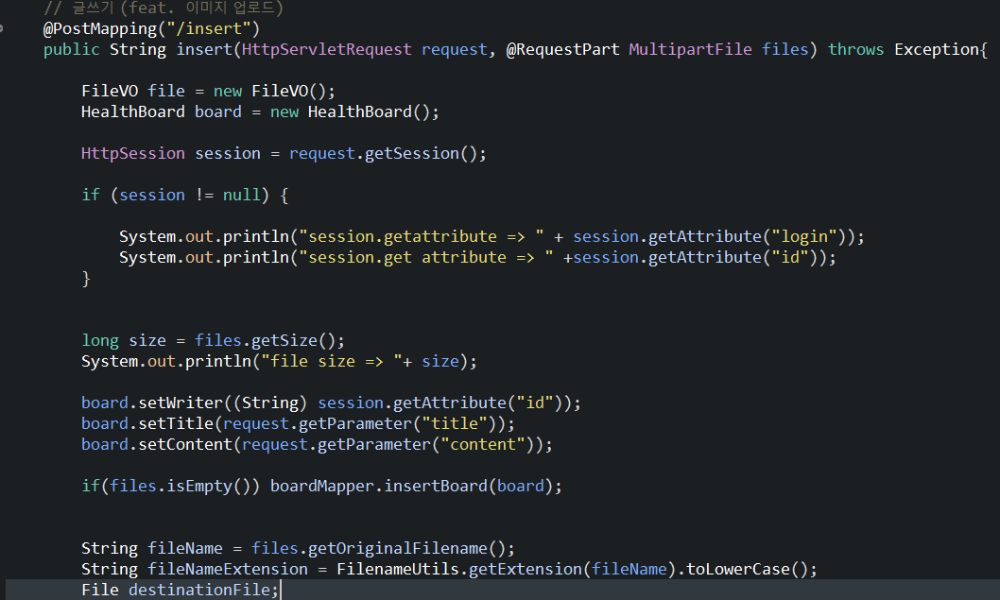 // 글쓰기 (feat. 이미지 업로드)
@PostMapping("/insert")
public String insert(HttpServletRequest request, @RequestPart MultipartFile files) throws Exception{
FileVO file = new FileVO();
HealthBoard board = new HealthBoard();
HttpSession session = request.getSession();
if (session != null) {
System.out.println("session.getattribute => " + session.getAttribute("login"));
System.out.println("session.get attribute => " +session.getAttribute("id"));
}
long size = files.getSize();
System.out.println("file size => "+ size);
board.setWriter((String) session.getAttribute("id"));
board.setTitle(request.getParameter("title"));
board.setContent(request.getParameter("content"));
if(files.isEmpty()) boardMapper.insertBoard(board);
String fileName = files.getOriginalFilename();
String fileNameExtension = FilenameUtils.getExtension(fileName).toLowerCase();
File destinationFile;